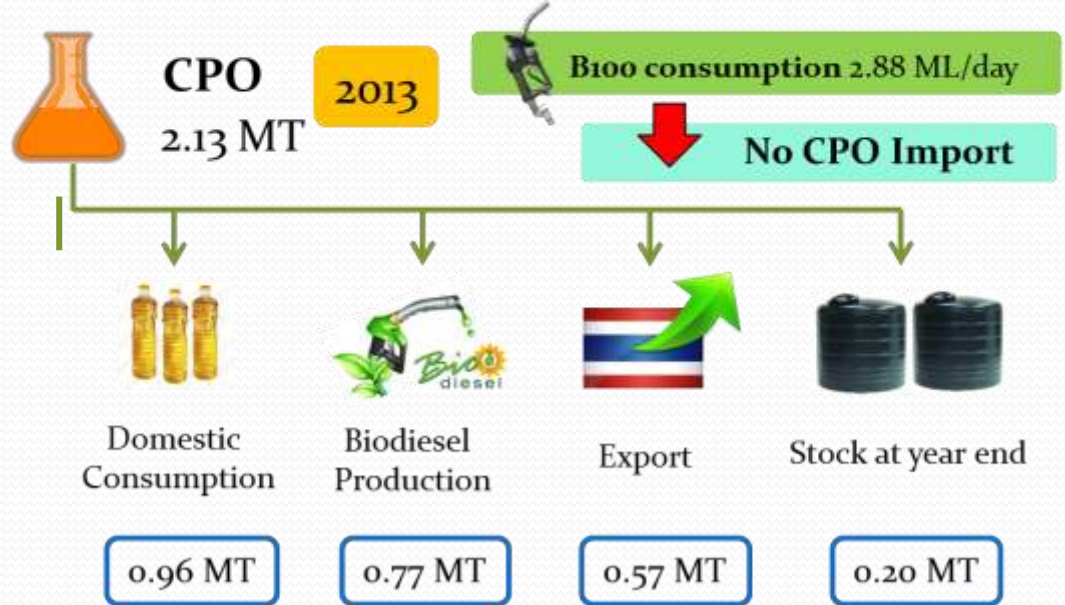 CPO
2.13 MT
2013
B100 consumption 2.88 ML/day
No CPO Import
Domestic
Consumption
Bio
diesel
Biodiesel
Production
Export
Stock at year end
0.96 MT
0.77 MT
0.57 MT
0.20 MT